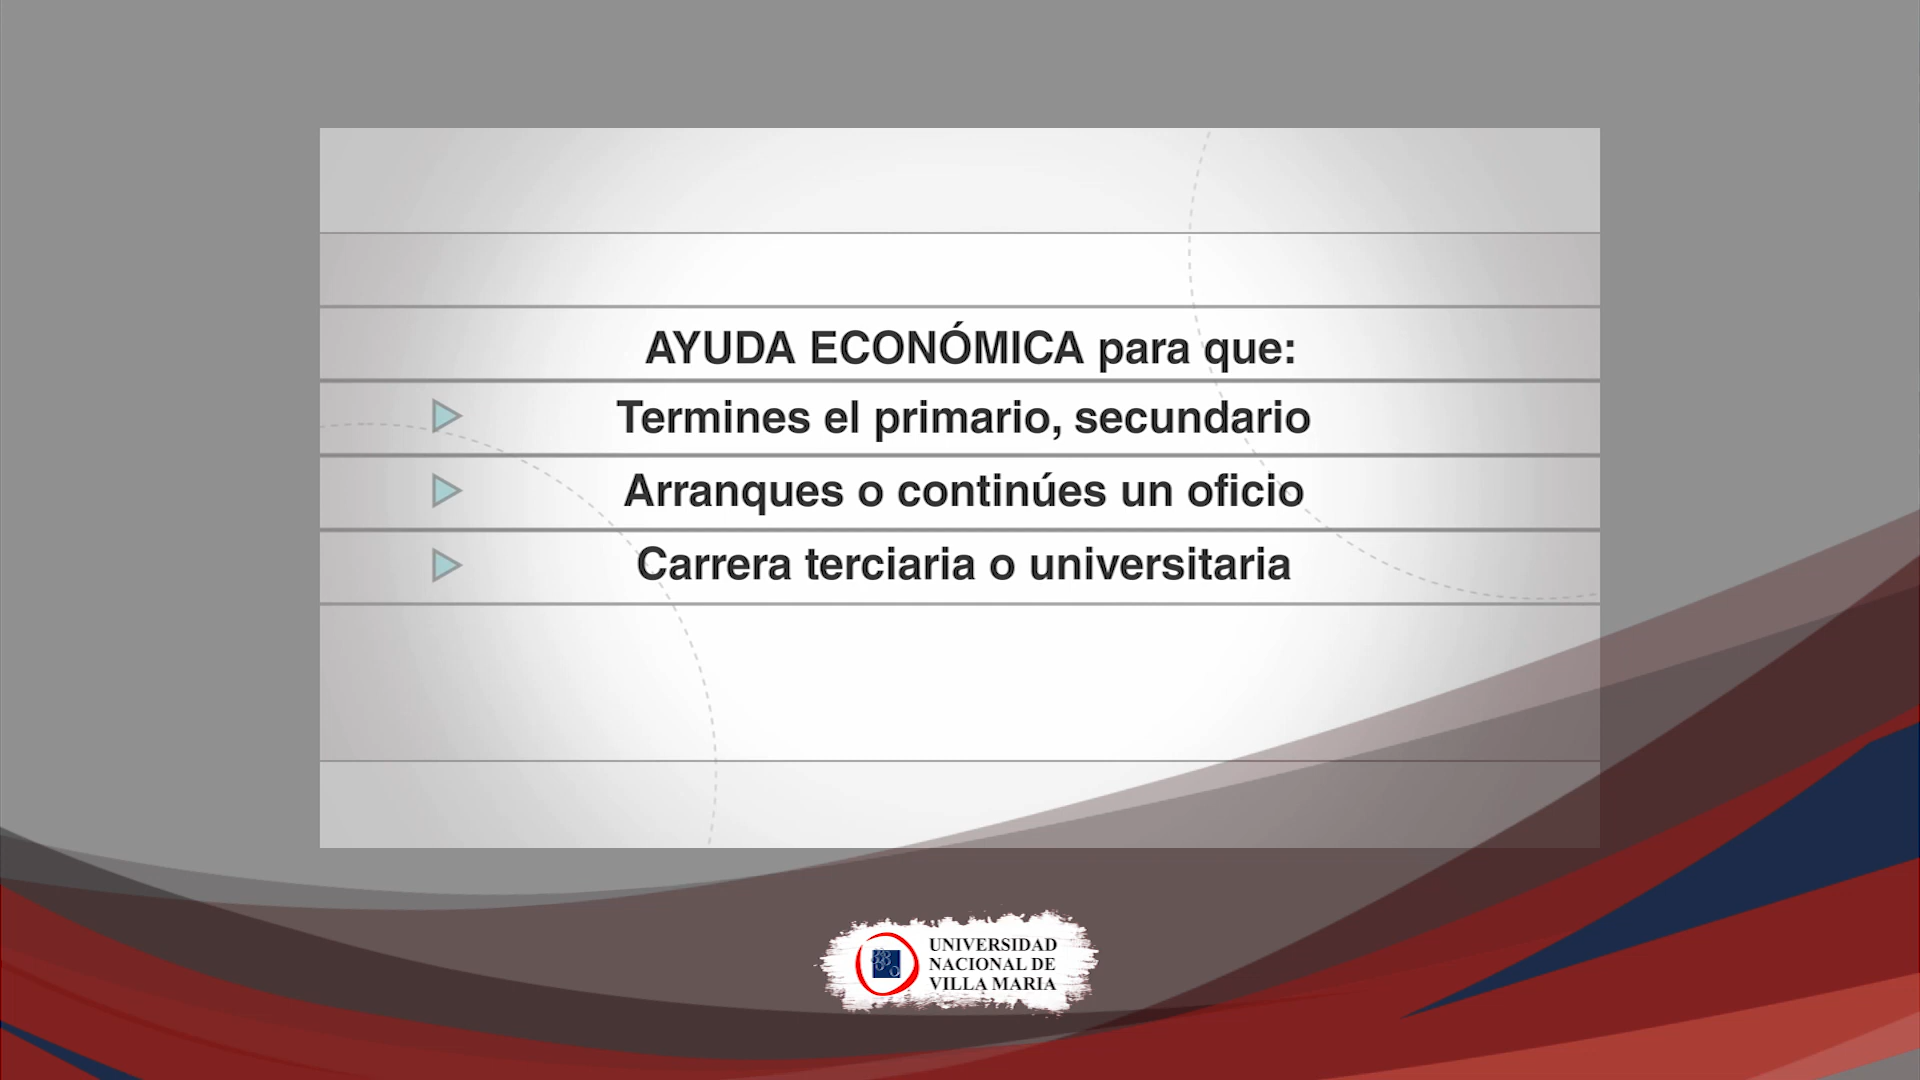 AYUDA ECONÓMICA para que:
Termines el primario, secundario
Arranques o continúes un oficio
Carrera terciaria o universitaria
UNIVERSIDAD
NACIONAL DE
VILLA MARIA